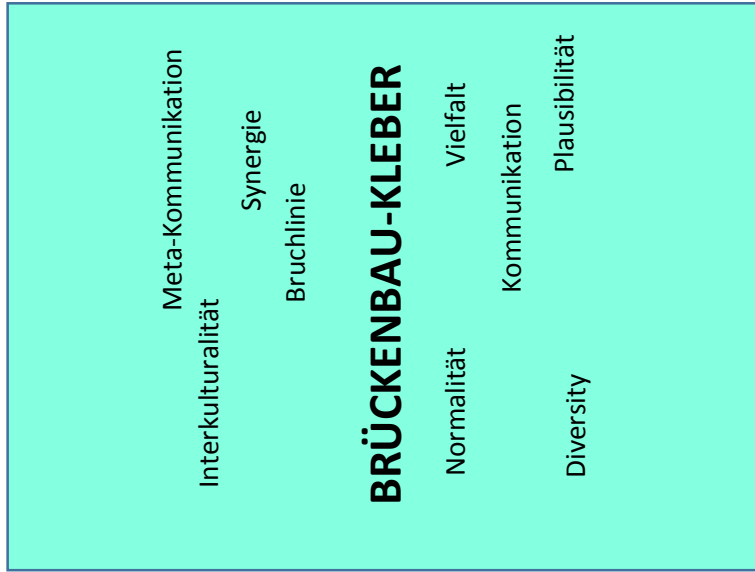 Meta-Kommunikation
Interkulturalität
Synergie
Bruchlinie
BRÜCKENBAU-KLEBER
Normalität
Vielfalt
Kommunikation
Plausibilität
Diversity